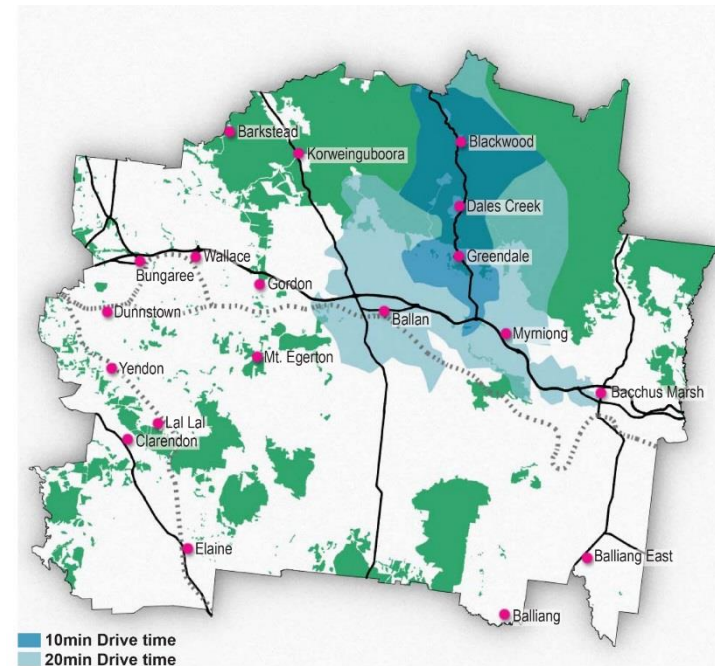 Barkstead
Blackwood
Korweinguboora
Dales Creek
Greendale
Wallace
Bungaree
Gordon
Dunnstown
Ballan
Myrniong
Mt. Egerton
Yendon
Bacchus Marsh
Lal Lal
Clarendon
Elaine
Balliang East
Balliang
10min Drive time
20min Drive time